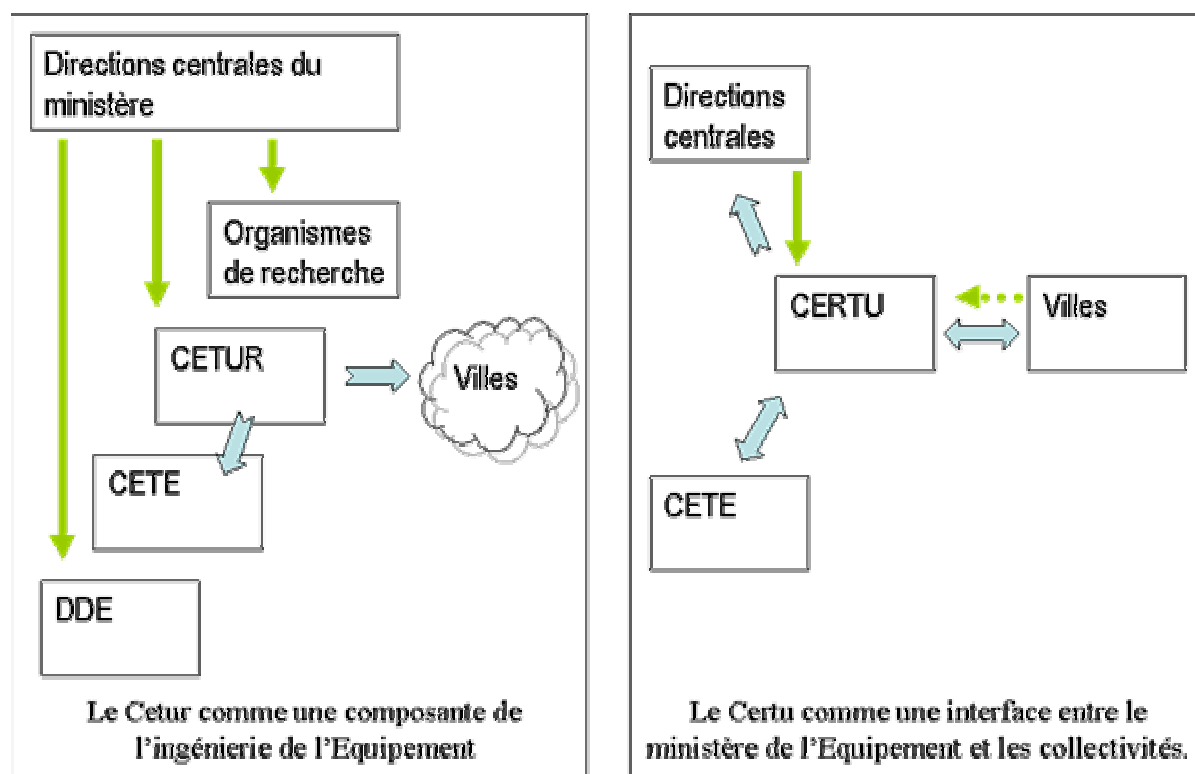 Directions centrales du
ministère
Organismes
de recherche
CETUR
Villes
CETE
DDE
Le Cetur comme une composante de
l'ingénierie de l'Equipement
Directions
centrales
CERTU
Villes
CETE
Le Certu comme une interface entre le
ministère de l'Equipement et les collectivités.